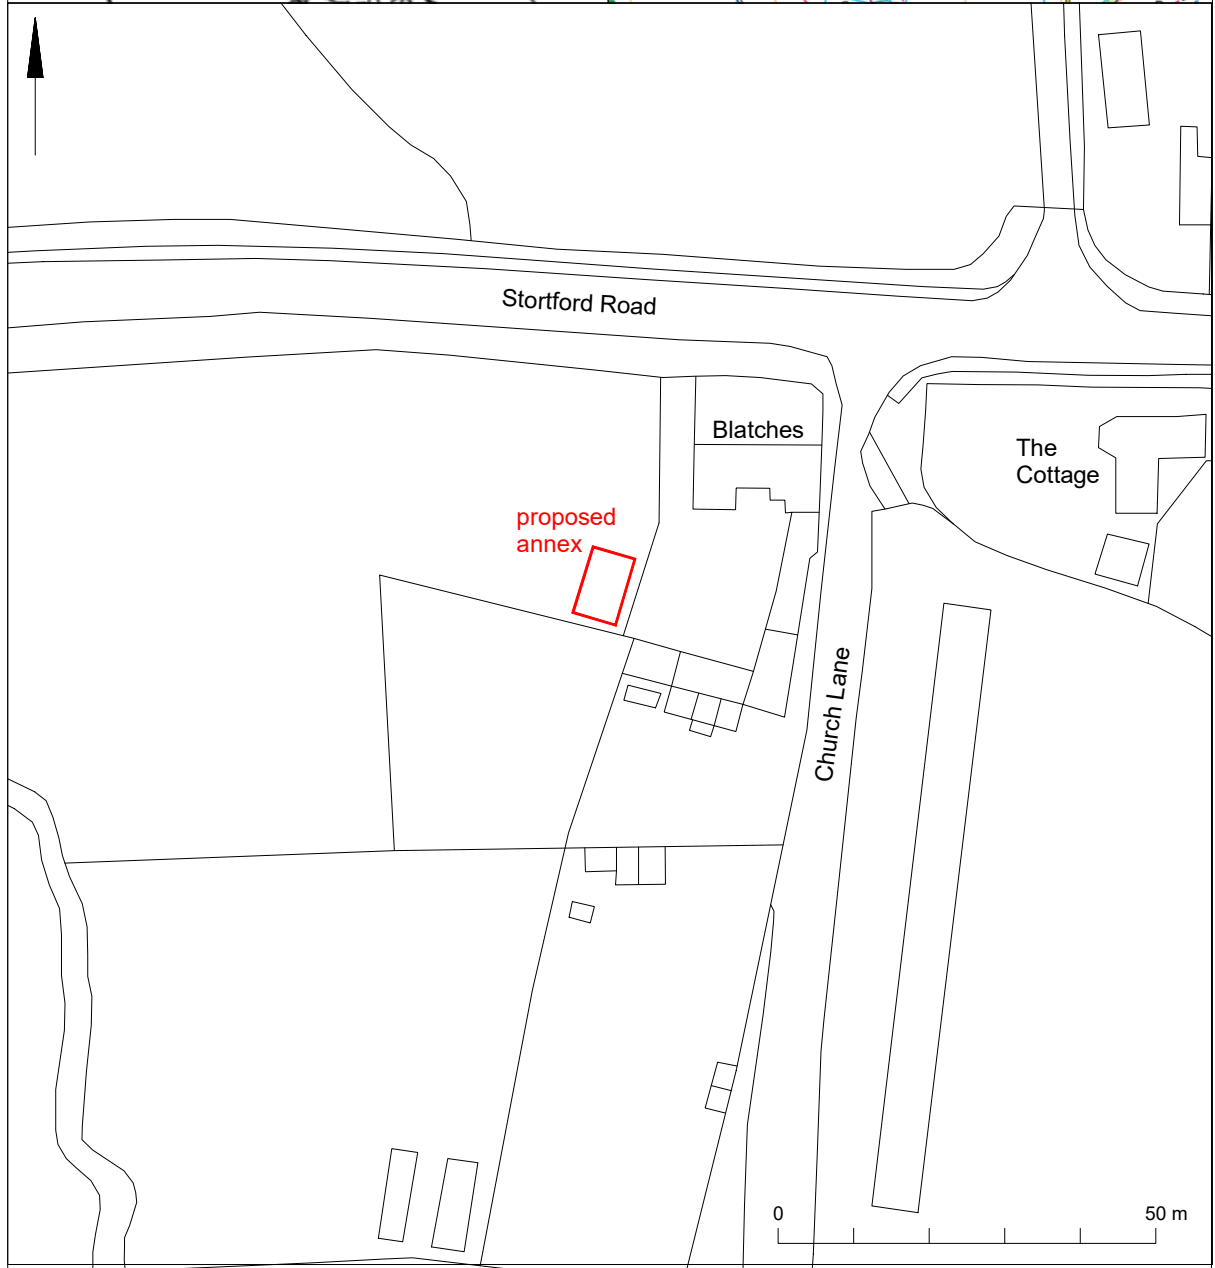 Stortford Road
Blatches
The
Cottage
proposed
annex
Church Lane
0
50 m